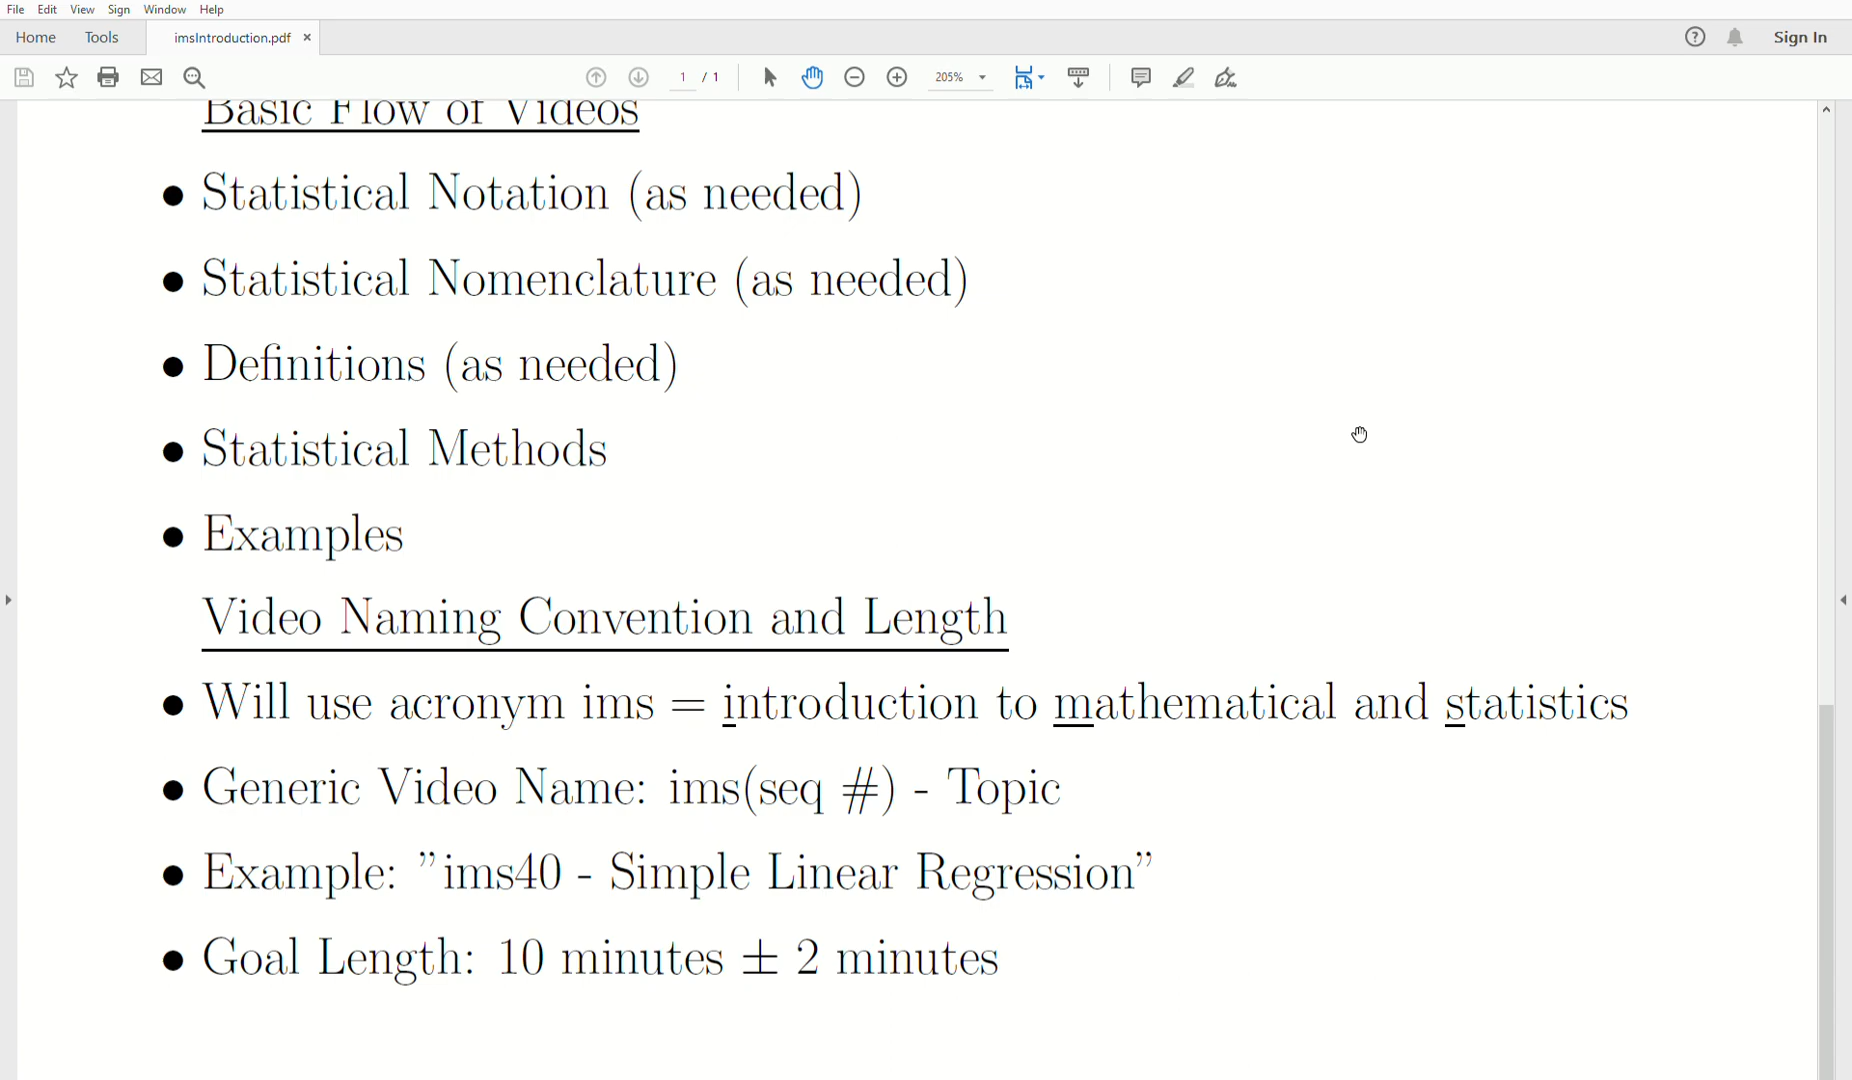 File Edit View Sign Window Help
Home Tools imsIntroduction.pdf × ? Sign In
1 / 1 205%
Basic Flow of Videos
• Statistical Notation (as needed)
• Statistical Nomenclature (as needed)
• Definitions (as needed)
• Statistical Methods
• Examples
Video Naming Convention and Length
• Will use acronym ims = introduction to mathematical and statistics
• Generic Video Name: ims(seq #) - Topic
• Example: ”ims40 - Simple Linear Regression”
• Goal Length: 10 minutes ± 2 minutes